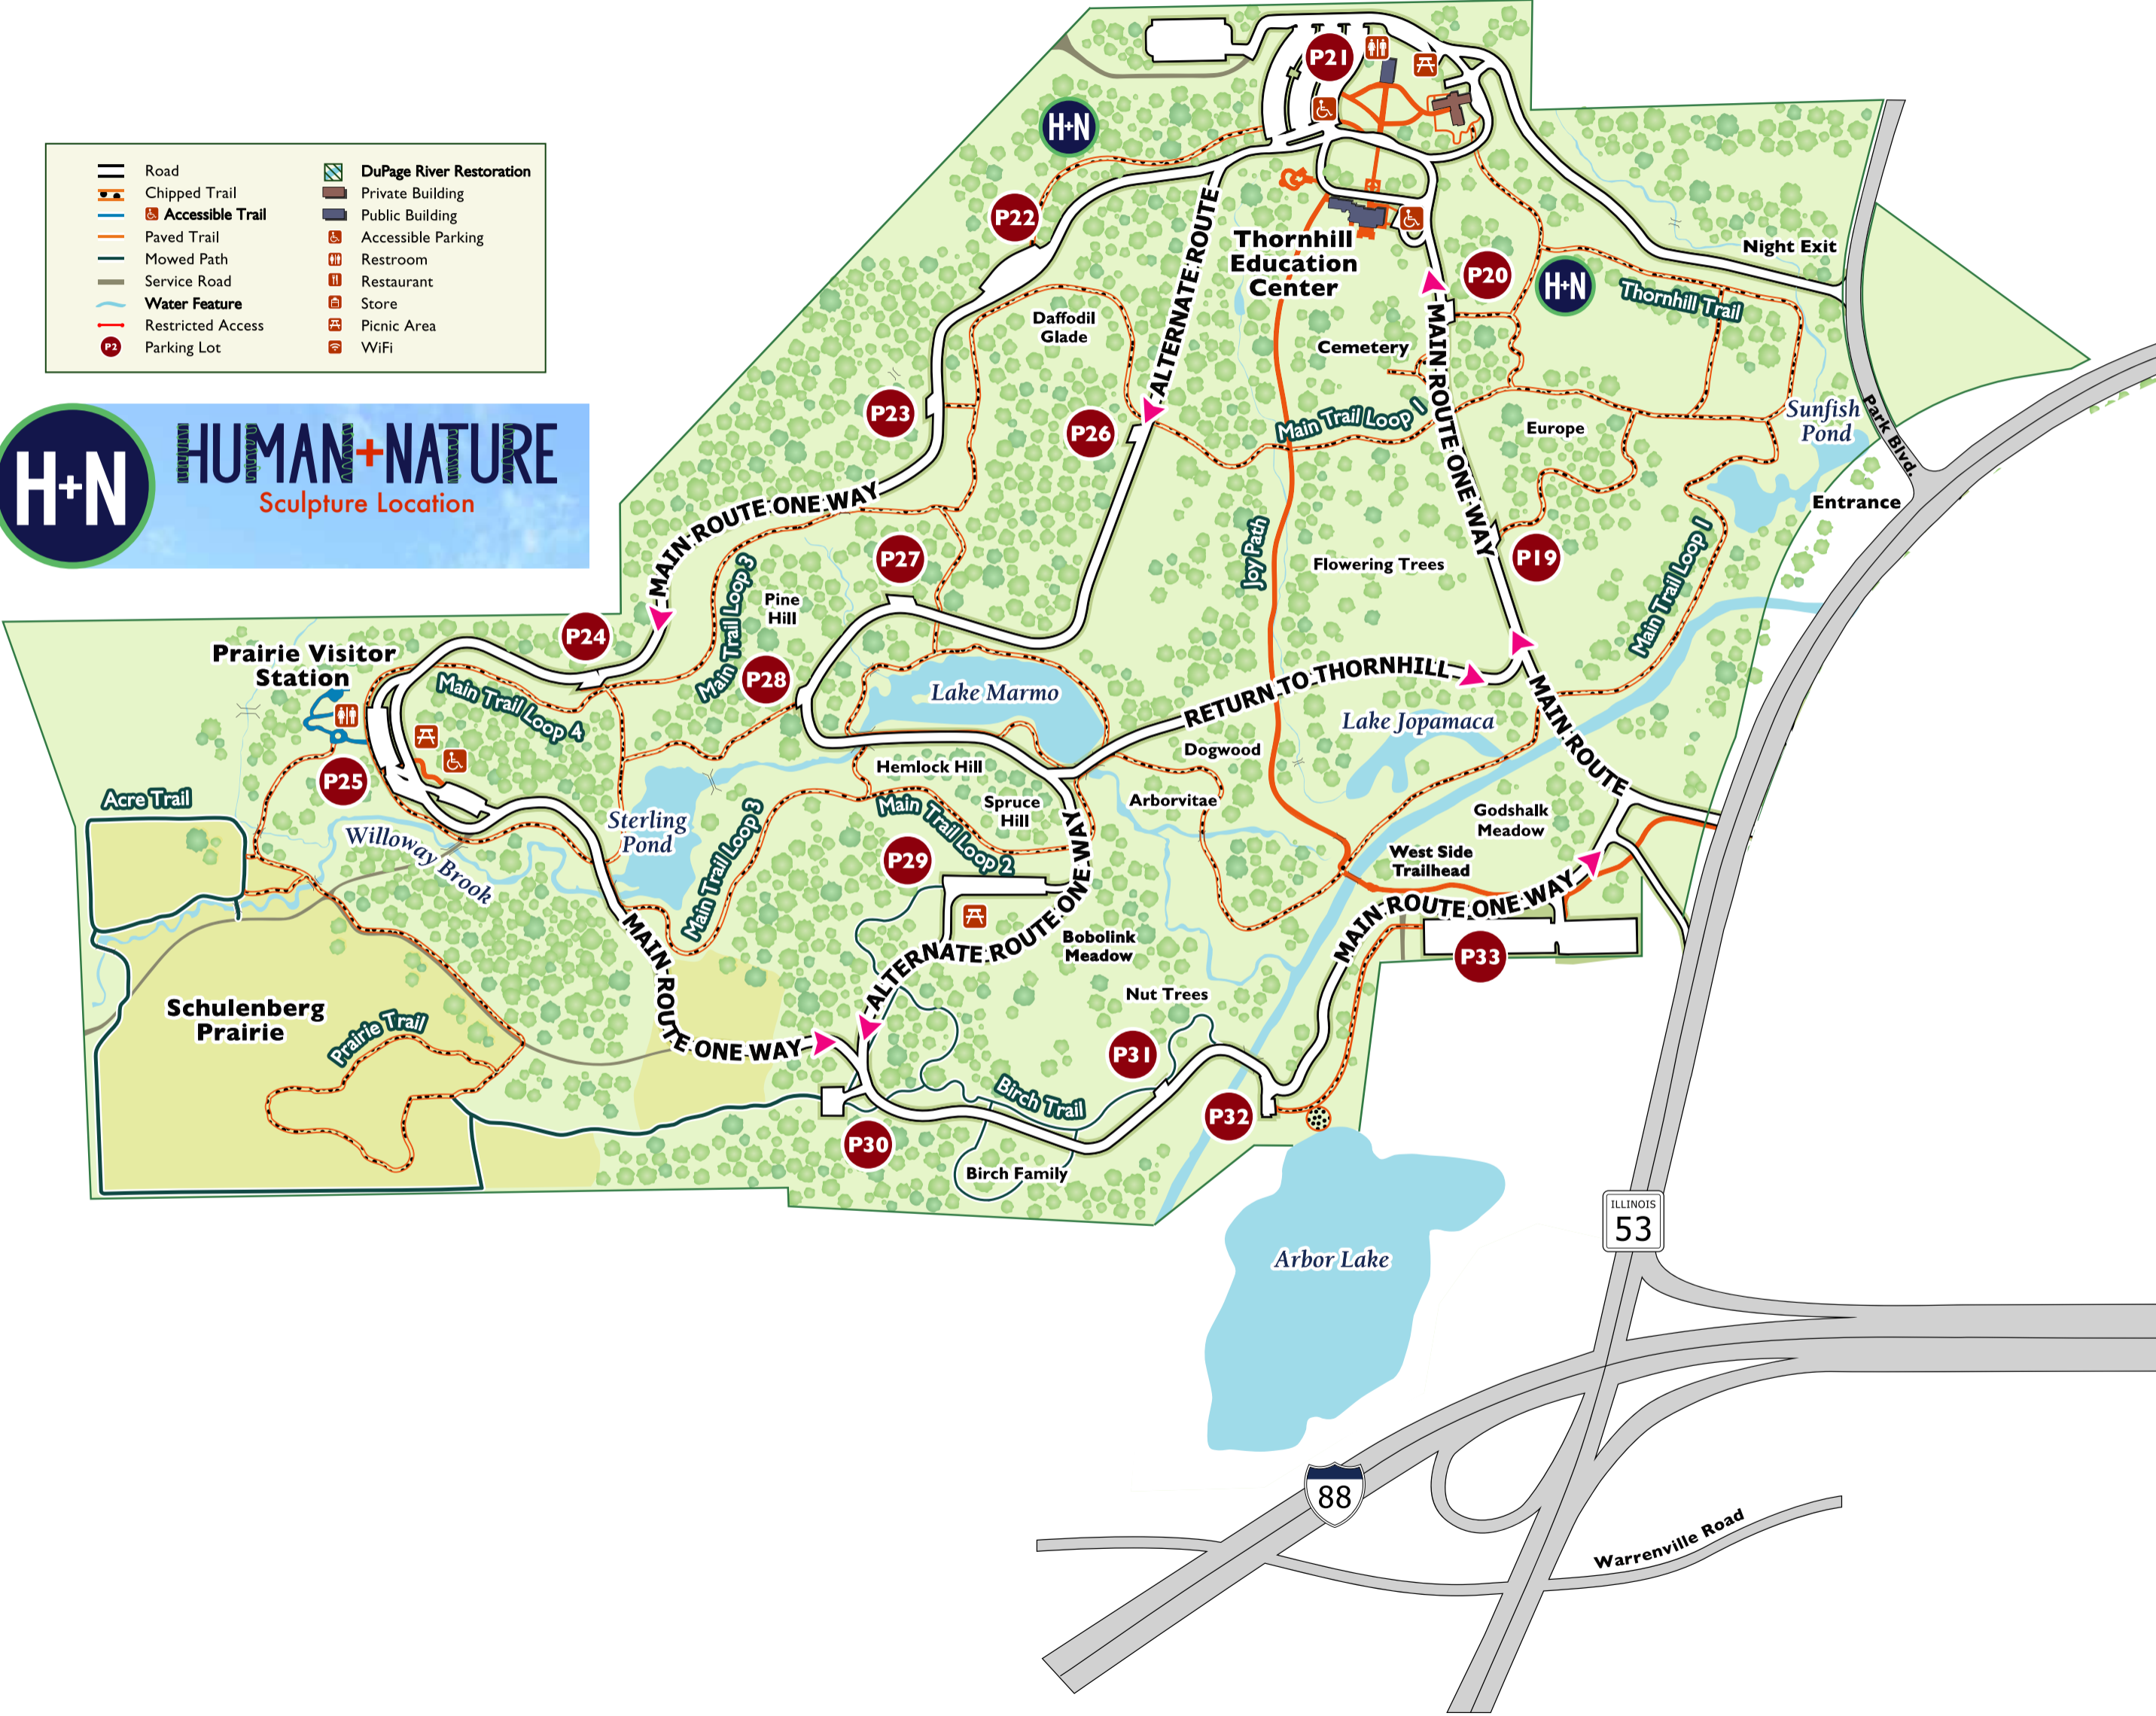 Road
Chipped Trail
Accessible Trail
Paved Trail
Mowed Path
Service Road
Water Feature
Restricted Access
P2
Parking Lot
DuPage River Restoration
Private Building
Public Building
Accessible Parking
Restroom
Restaurant
Store
Picnic Area
WiFi
H+N
HUMAN+NATURE
Sculpture Location
P21
H+N
P22
ALTERNATE ROUTE
Thornhill
Education
Center
P20
H+N
Night Exit
Thornhill Trail
Daffodil
Glade
Cemetery
MAIN ROUTE ONE WAY
P23
P26
Main Trail Loop 1
Europe
Sunfish
Pond
Park Blvd.
Entrance
MAIN ROUTE ONE WAY
P27
Joy Path
Flowering Trees
P19
Main Trail Loop 1
Main Trail Loop 3
Pine
Hill
P24
Prairie Visitor
Station
P28
Lake Marmo
RETURN TO THORNHILL
Main Trail Loop 4
Lake Jopamaca
MAIN ROUTE
Dogwood
Hemlock Hill
P25
Acre Trail
Arborvitae
Spruce
Hill
Main Trail Loop 2
Godshalk
Meadow
Sterling
Pond
Willoway Brook
Main Trail Loop 3
P29
West Side
Trailhead
MAIN ROUTE ONE WAY
ALTERNATE ROUTE ONE WAY
Bobolink
Meadow
P33
MAIN ROUTE ONE WAY
Nut Trees
Schulenberg
Prairie
Prairie Trail
P31
Birch Trail
P32
P30
Birch Family
ILLINOIS
53
Arbor Lake
88
Warrenville Road